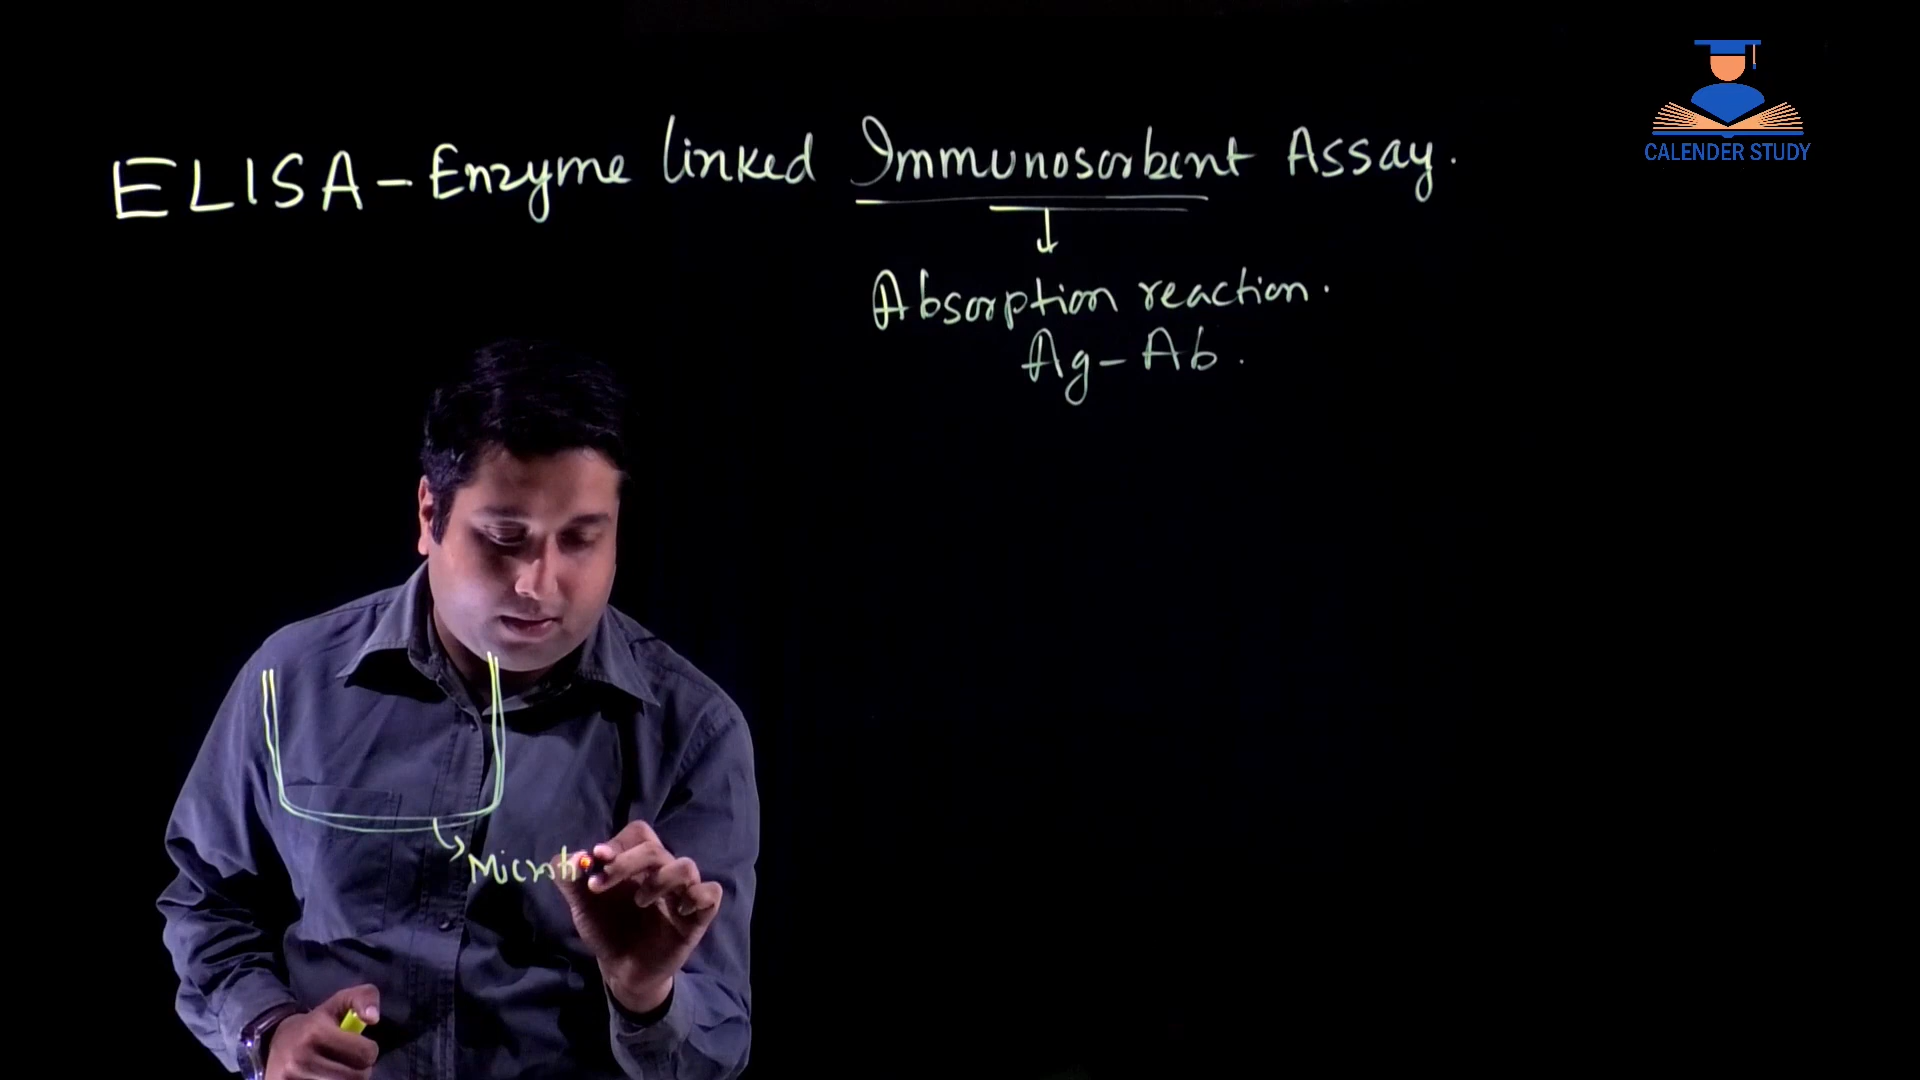 ELISA - Enzyme linked Immunosorbent Assay.
CALENDER STUDY
Absorption reaction.
Ag - Ab.